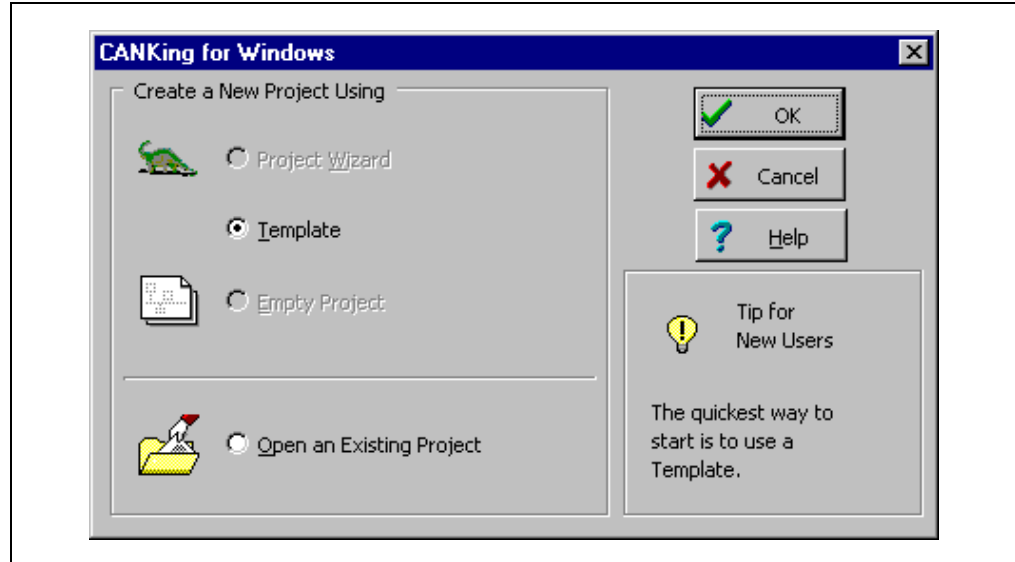 CANKing for Windows
Create a New Project Using
Project Wizard
Template
Empty Project
Open an Existing Project
OK
Cancel
Help
Tip for
New Users
The quickest way to
start is to use a
Template.